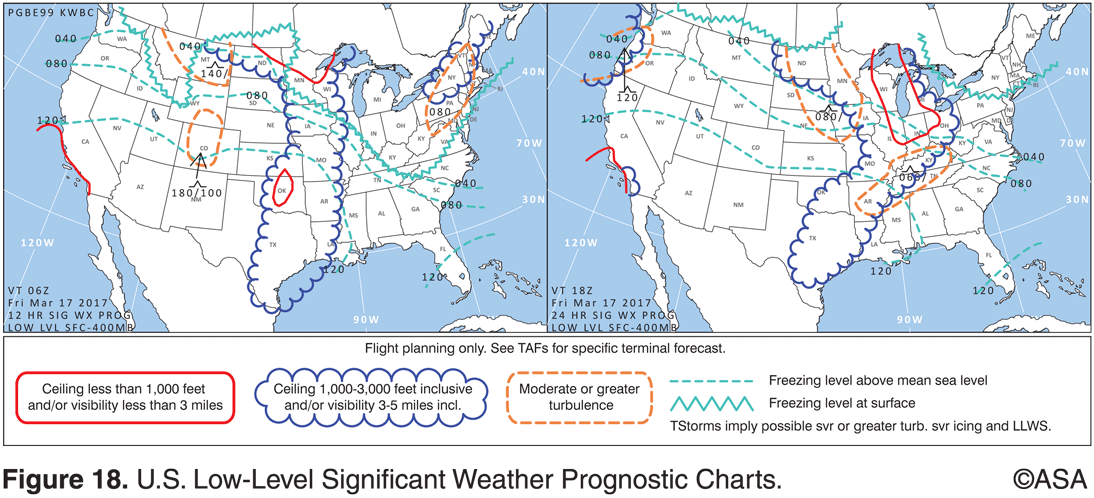 PGBE99 KWBC
040
WA
080
OR
ID
040
MT
140
ND
MN
WI
MI
WY
080
SD
NE
IA
IN
OH
VT
NY
PA
080
NJ
RI
40N
120
NV
UT
CO
KS
MO
KY
VA
70W
CA
180/100
AZ
NM
OK
AR
TN
NC
040
SC
080
MS
AL
GA
30N
TX
LA
120
FL
120
120W
90W
VT 06Z
Fri Mar 17 2017
12 HR SIG WX PROG
LOW LVL SFC-400MB
040
WA
080
OR
120
040
MT
ND
MN
WI
MI
ME
VT
NH
NY
MA
RI
40N
ID
WY
SD
080
NE
IA
IN
OH
PA
NJ
MD
120
NV
UT
CO
KS
MO
KY
VA
70W
CA
AZ
NM
OK
AR
060
TN
NC
040
080
SC
MS
AL
GA
30N
TX
LA
120
FL
120
120W
90W
VT 18Z
Fri Mar 17 2017
24 HR SIG WX PROG
LOW LVL SFC-400MB
Flight planning only. See TAFs for specific terminal forecast.
Ceiling less than 1,000 feet
and/or visibility less than 3 miles
Ceiling 1,000-3,000 feet inclusive
and/or visibility 3-5 miles incl.
Moderate or greater
turbulence
Freezing level above mean sea level
Freezing level at surface
TStorms imply possible svr or greater turb. svr icing and LLWS.
Figure 18. U.S. Low-Level Significant Weather Prognostic Charts.
©ASA